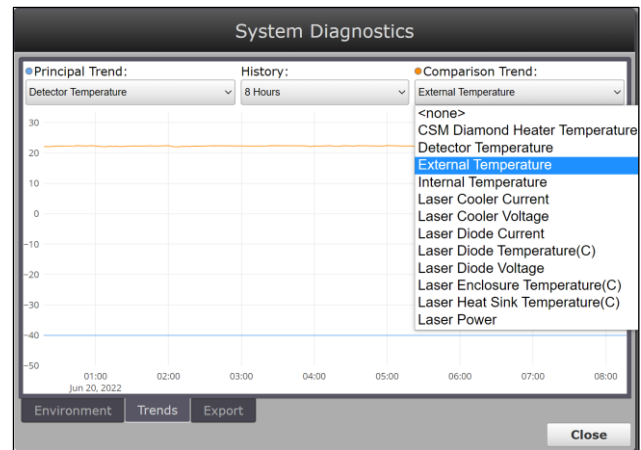 System Diagnostics
Principal Trend:
History:
Comparison Trend:
Detector Temperature
8 Hours
External Temperature
<none>
CSM Diamond Heater Temperature
Detector Temperature
External Temperature
Internal Temperature
Laser Cooler Current
Laser Cooler Voltage
Laser Diode Current
Laser Diode Temperature(C)
Laser Diode Voltage
Laser Enclosure Temperature(C)
Laser Heat Sink Temperature(C)
Laser Power
30
20
10
0
−10
−20
−30
−40
−50
01:00 02:00 03:00 04:00 05:00 06:00 07:00 08:00
Jun 20, 2022
Environment Trends Export
Close